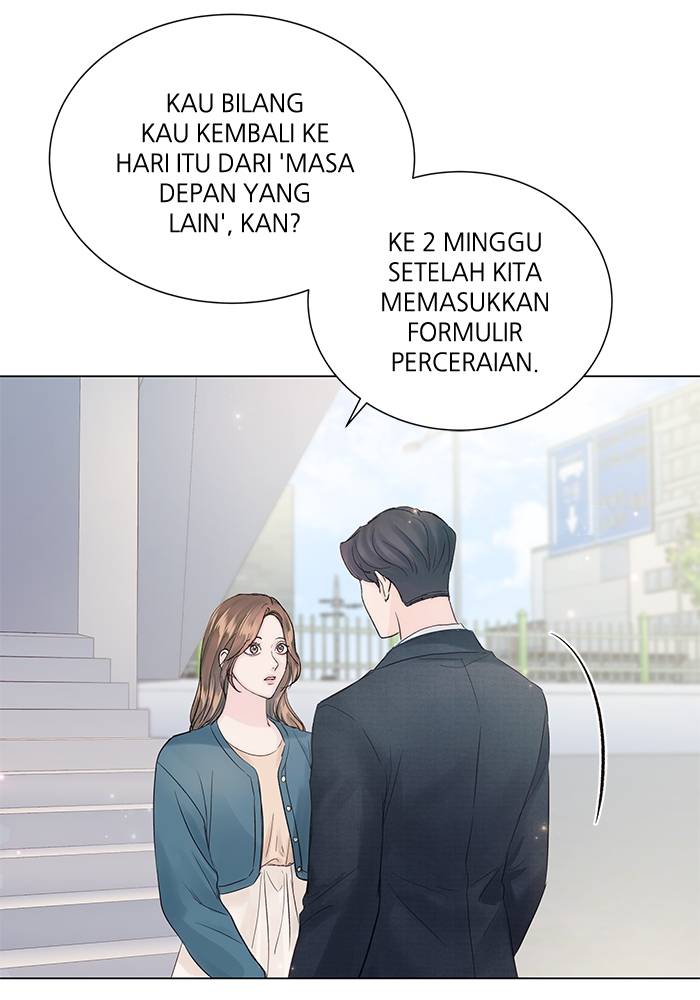 KAU BILANG
KAU KEMBALI KE
HARI ITU DARI 'MASA
DEPAN YANG
LAIN', KAN?
KE 2 MINGGU
SETELAH KITA
MEMASUKKAN
FORMULIR
PERCERAIAN.